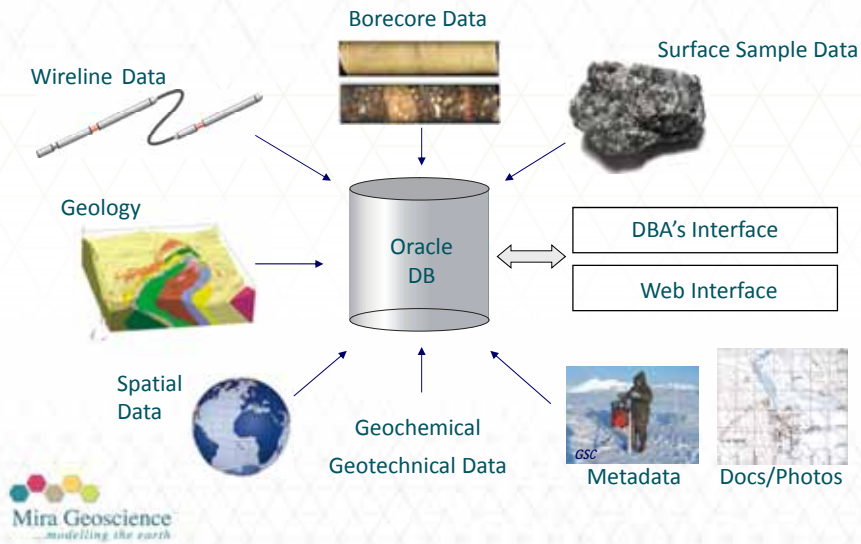 Borecore Data
Wireline Data
Surface Sample Data
Geology
Oracle
DB
DBA's Interface
Web Interface
Spatial
Data
Geochemical
Geotechnical Data
GSC
Metadata
Docs/Photos
Mira Geoscience
...modelling the earth